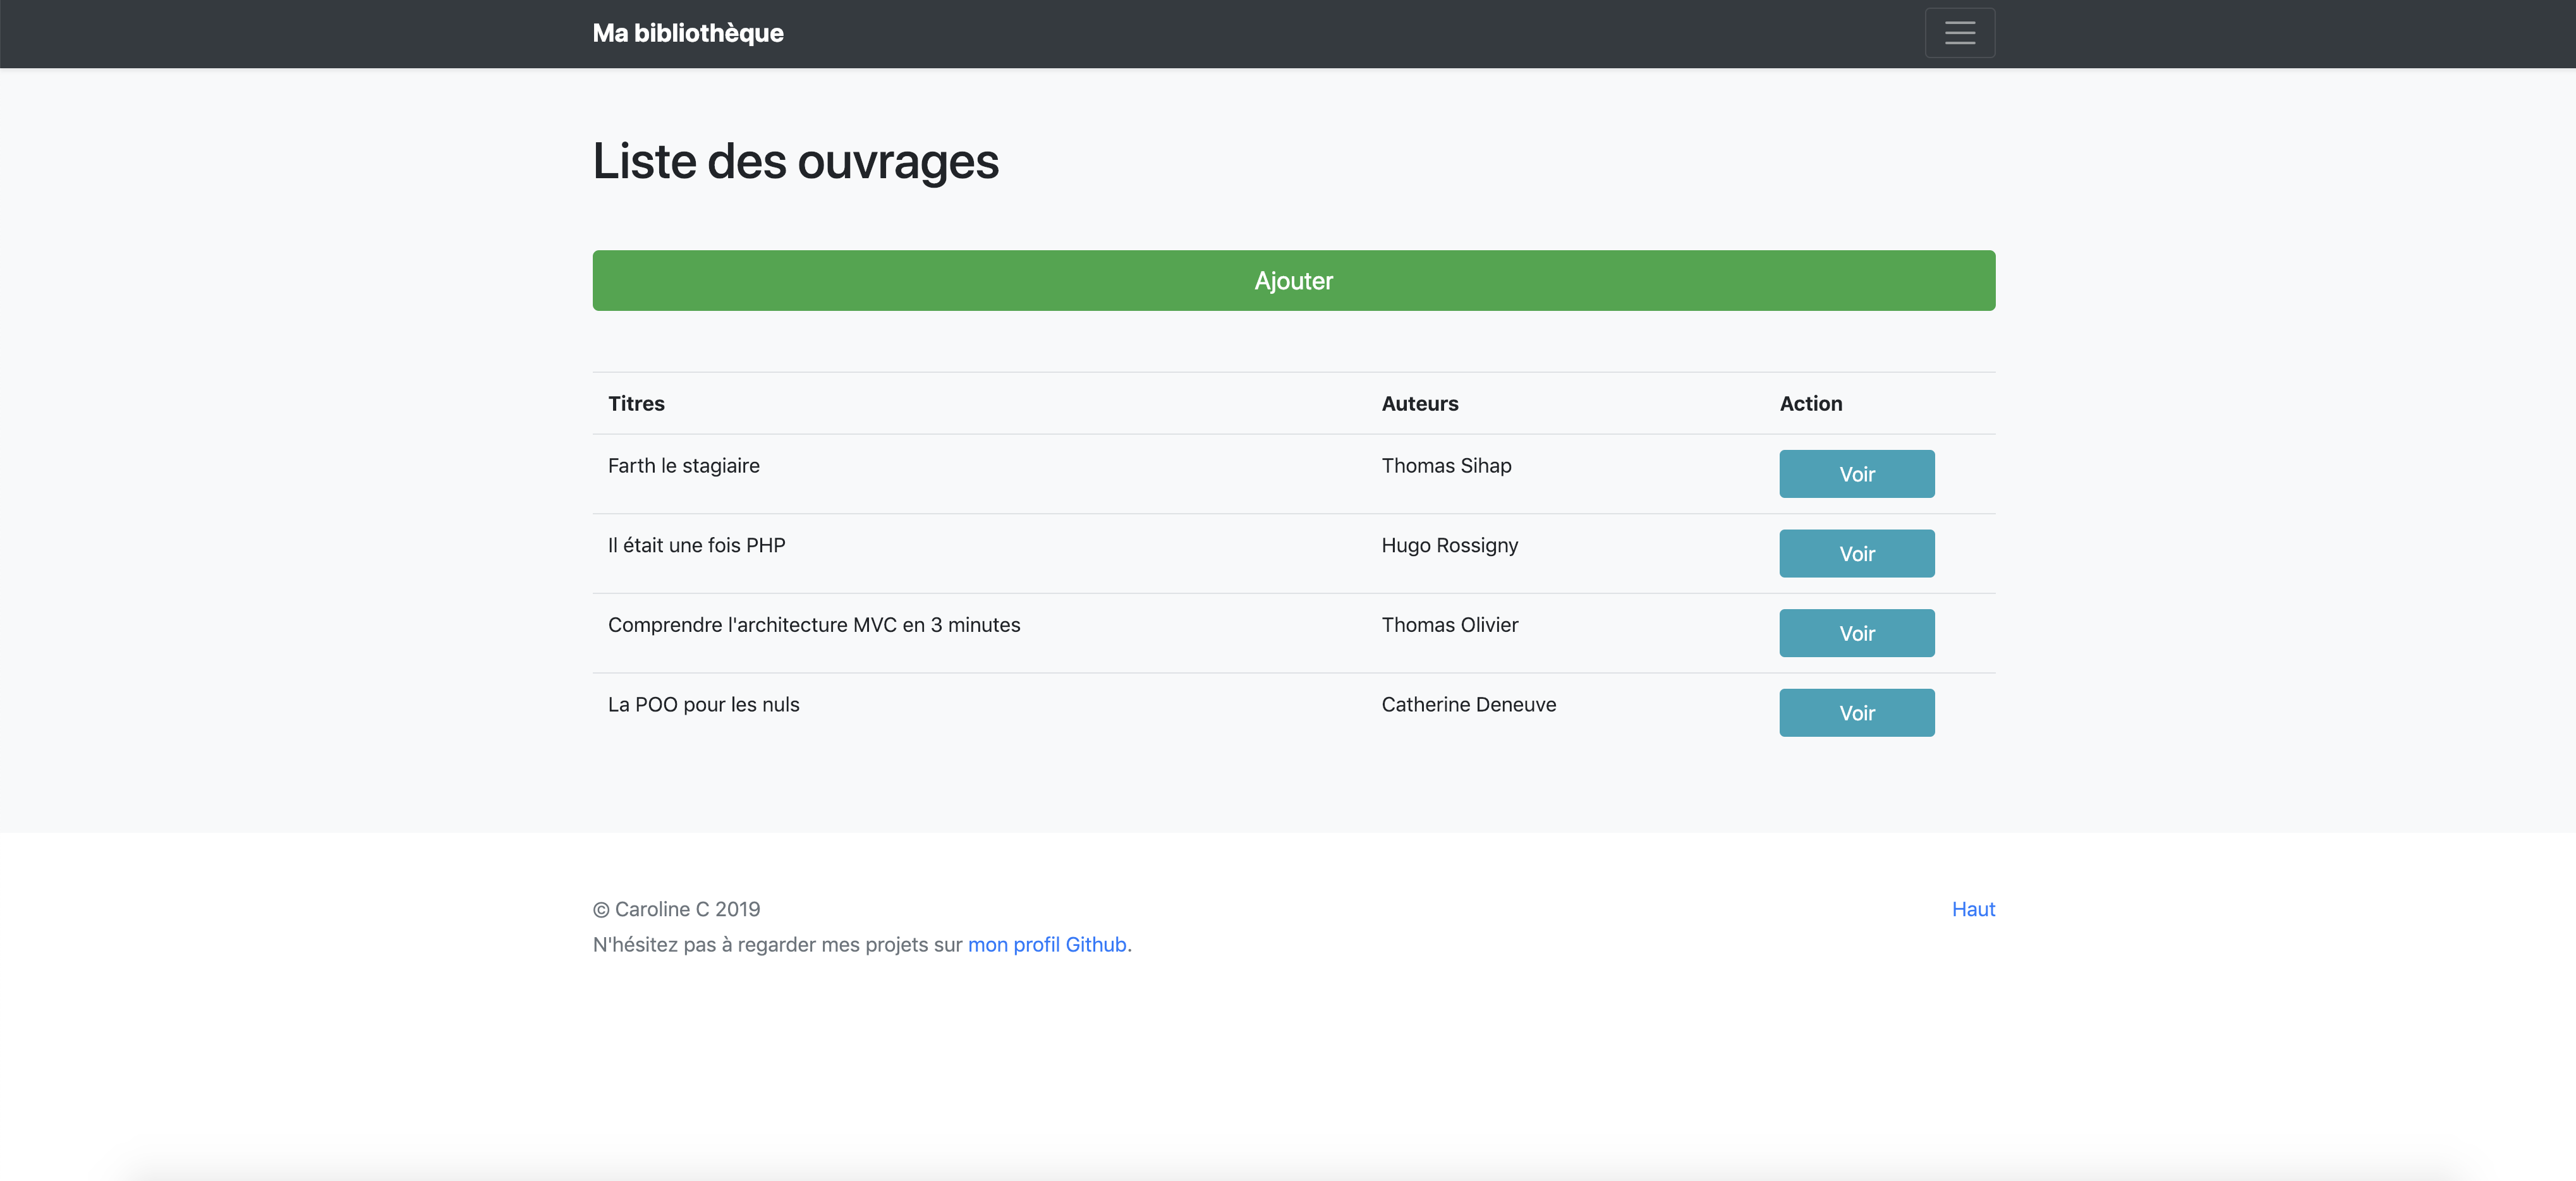 Ma bibliothèque
Liste des ouvrages
Ajouter
Titres Auteurs Action
Farth le stagiaire Thomas Sihap Voir
Il était une fois PHP Hugo Rossigny Voir
Comprendre l'architecture MVC en 3 minutes Thomas Olivier Voir
La POO pour les nuls Catherine Deneuve Voir
© Caroline C 2019 Haut
N'hésitez pas à regarder mes projets sur mon profil Github.